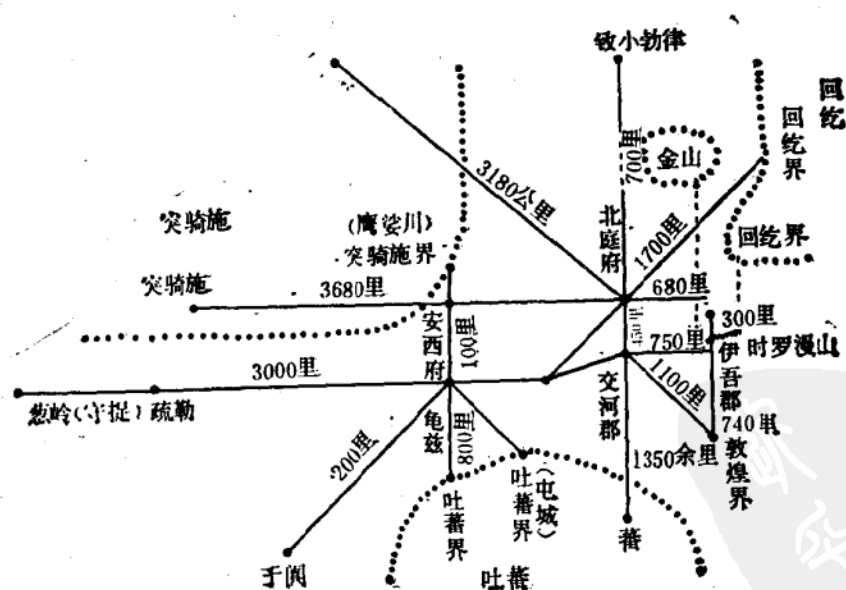 致小勃律
回纥
回纥界
700里
金山
3180公里
突骑施
(鹰娑川)
突骑施界
北庭府
1700里
回纥界
突骑施
3680里
680里
300里
安西府
100里
750里
伊吾郡
时罗漫山
3000里
交河郡
1100里
葱岭(守捉)疏勒
龟兹
740里
200里
800里
1350余里
敦煌界
吐蕃界
吐蕃界
(屯城)
蕃
于阗
吐蕃